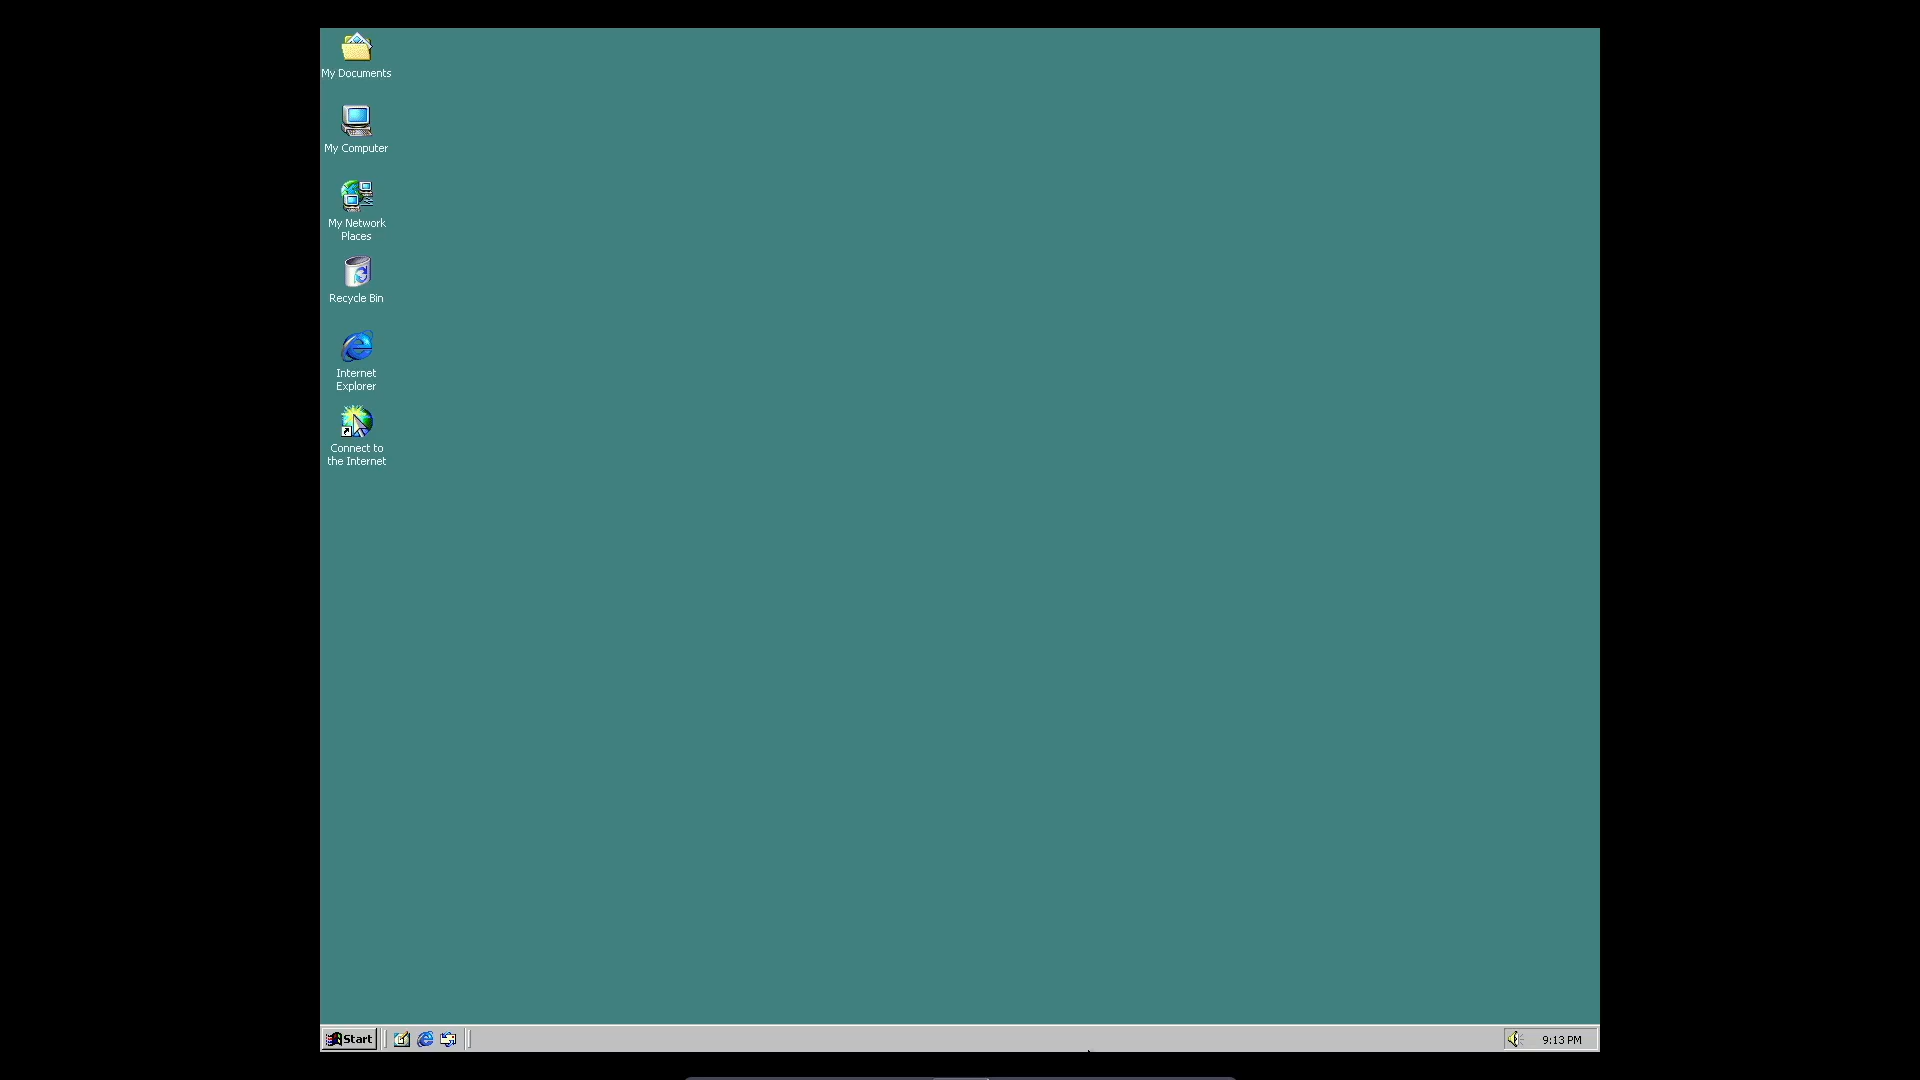 My Documents
My Computer
My Network
Places
Recycle Bin
Internet
Explorer
Connect to
the Internet
Start
9:13 PM